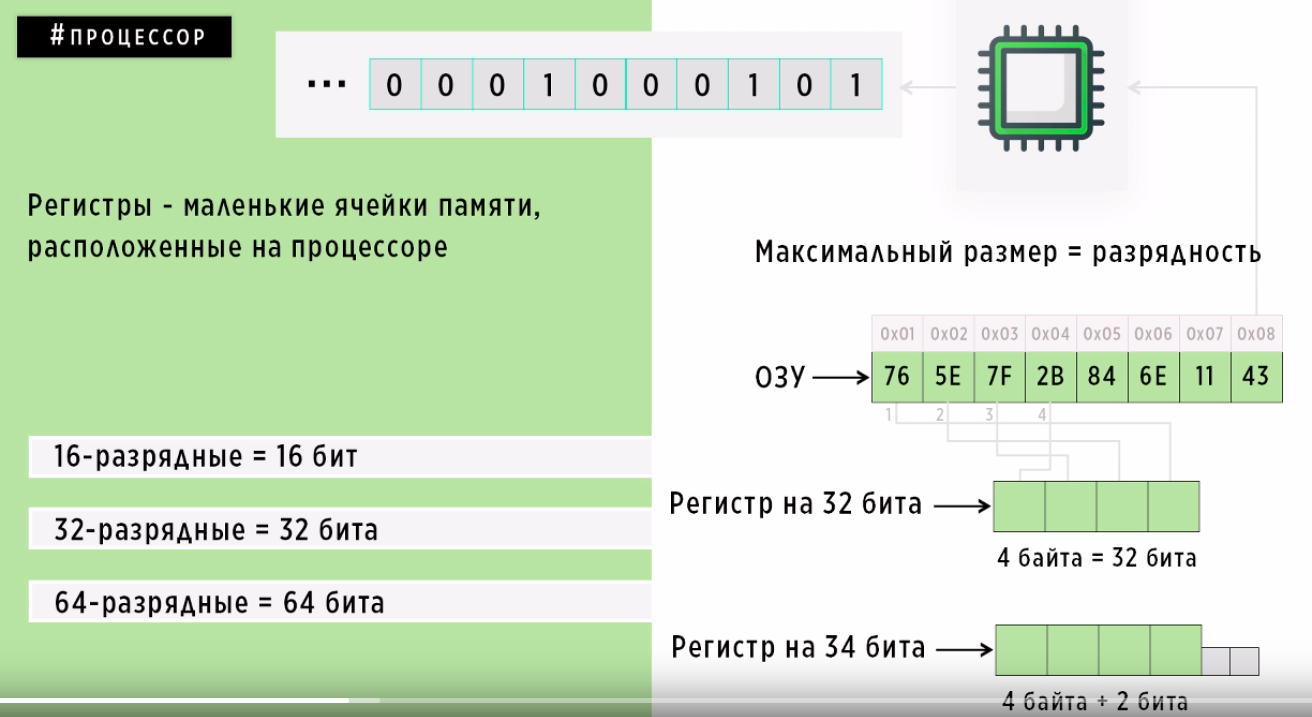 #ПРОЦЕССОР
... 0 0 0 1 0 0 0 1 0 1
Регистры - маленькие ячейки памяти,
расположенные на процессоре
Максимальный размер = разрядность
0x01 0x02 0x03 0x04 0x05 0x06 0x07 0x08
ОЗУ 76 5E 7F 2B 84 6E 11 43
1 2 3 4
16-разрядные = 16 бит
32-разрядные = 32 бита
64-разрядные = 64 бита
Регистр на 32 бита
4 байта = 32 бита
Регистр на 34 бита
4 байта + 2 бита